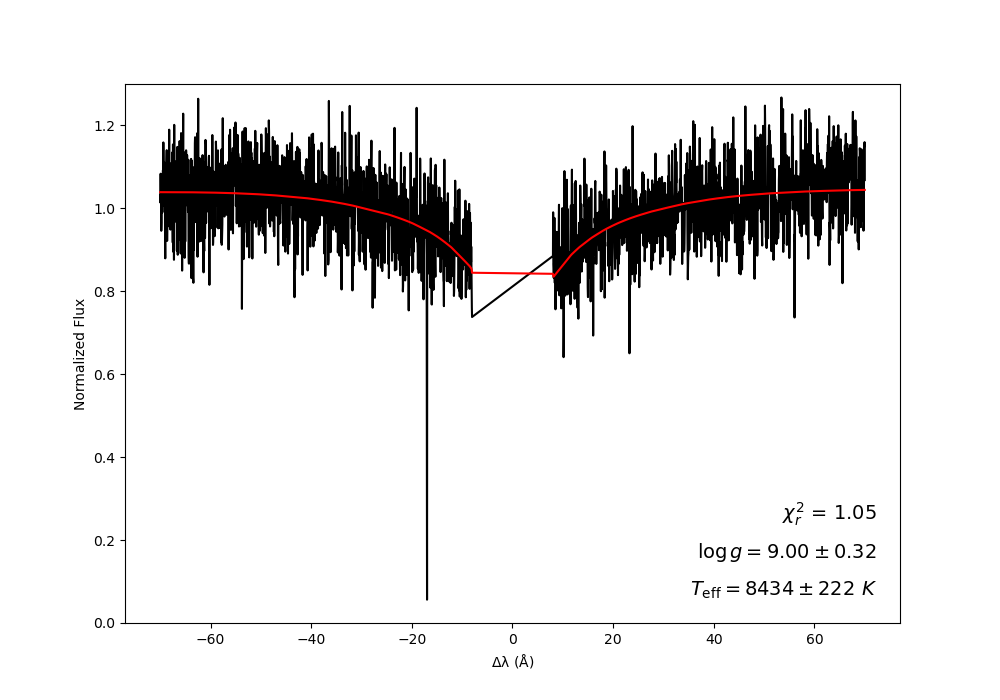 1.2
1.0
0.8
0.6
0.4
0.2
0.0
Normalized Flux
χ²ᵣ = 1.05
log g = 9.00 ± 0.32
T_eff = 8434 ± 222 K
−60 −40 −20 0 20 40 60
Δλ (Å)